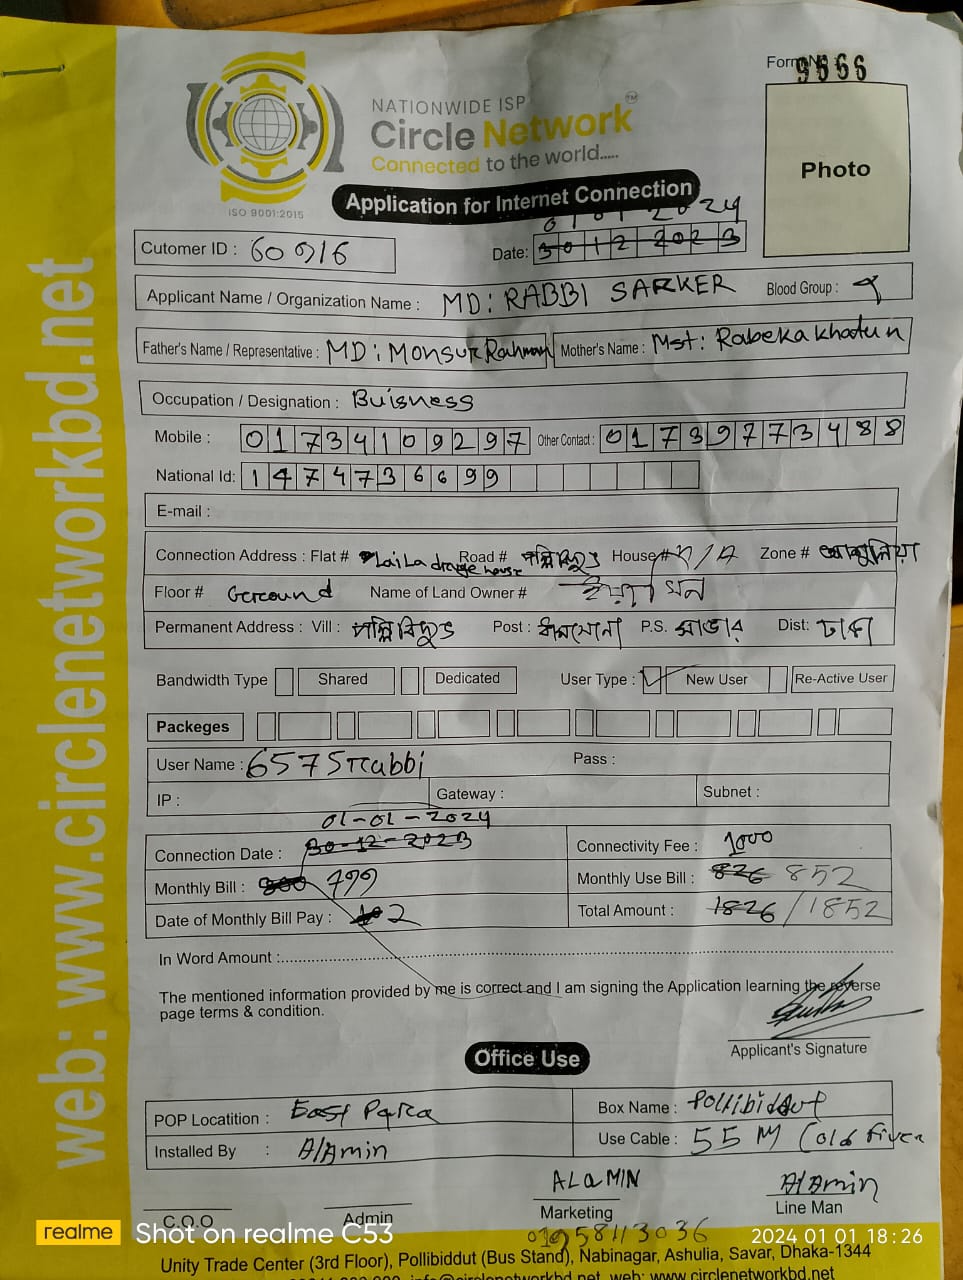 Form No 9566
NATIONWIDE ISP
Circle Network™
Connected to the world.....
ISO 9001:2015
Photo
Application for Internet Connection
01 01 2024
Cutomer ID : 60916
Date: 30 12 2023
Applicant Name / Organization Name : MD: RABBI SARKER Blood Group :
Father's Name / Representative : MD: Monsur Rahman Mother's Name : Mst: Rabeka khatun
Occupation / Designation : Buisness
Mobile : 01734109297 Other Contact : 01739773488
National Id: 1474736699
E-mail :
Connection Address : Flat # Laila drage house Road # পল্লিবিদ্যুৎ House# N/A Zone # আশুলিয়া
Floor # Gereound Name of Land Owner #
Permanent Address : Vill : পল্লিবিদ্যুৎ Post : P.S. সাভার Dist: ঢাকা
Bandwidth Type Shared Dedicated User Type : New User Re-Active User
Packeges
User Name : 6575rabbi Pass :
IP : Gateway : Subnet :
01-01-2024
Connection Date : 30-12-2023 Connectivity Fee : 1000
Monthly Bill : 800 799 Monthly Use Bill : 826 852
Date of Monthly Bill Pay : 2 Total Amount : 1826 / 1852
In Word Amount :
The mentioned information provided by me is correct and I am signing the Application learning the reverse
page terms & condition.
Applicant's Signature
Office Use
POP Locatition : East Para Box Name : Pollibiddut
Installed By : AlAmin Use Cable : 55 M
ALAMIN AlAmin
C.O.O Admin Marketing Line Man
01958113036
realme Shot on realme C53 2024 01 01 18:26
Unity Trade Center (3rd Floor), Pollibiddut (Bus Stand), Nabinagar, Ashulia, Savar, Dhaka-1344
web: www.circlenetworkbd.net
web: www.circlenetworkbd.net